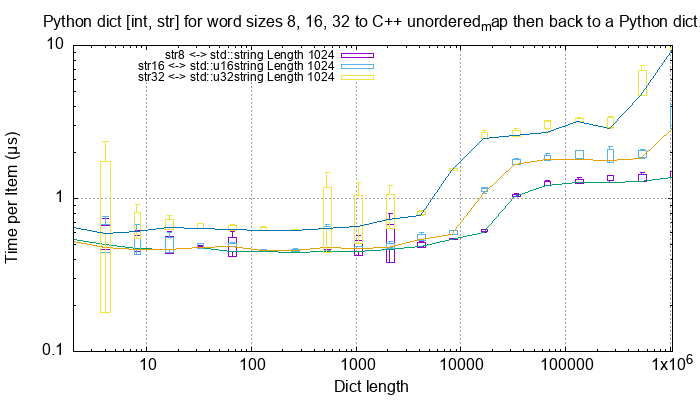 Python dict [int, str] for word sizes 8, 16, 32 to C++ unordered_map then back to a Python dict
10
str8 <-> std::string Length 1024
str16 <-> std::u16string Length 1024
str32 <-> std::u32string Length 1024
Time per Item (µs)
1
0.1
10 100 1000 10000 100000 1x10⁶
Dict length